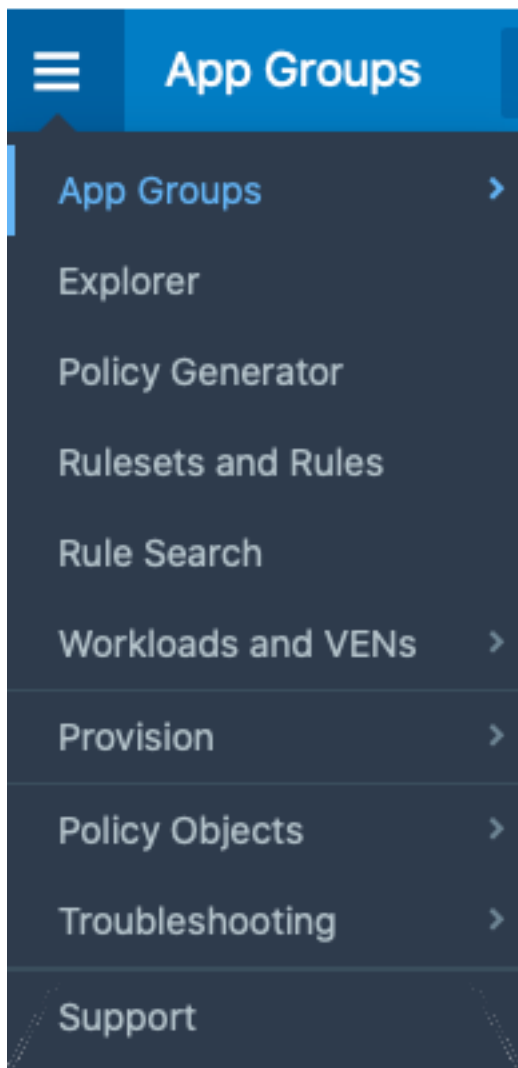 App Groups
App Groups
Explorer
Policy Generator
Rulesets and Rules
Rule Search
Workloads and VENs
Provision
Policy Objects
Troubleshooting
Support